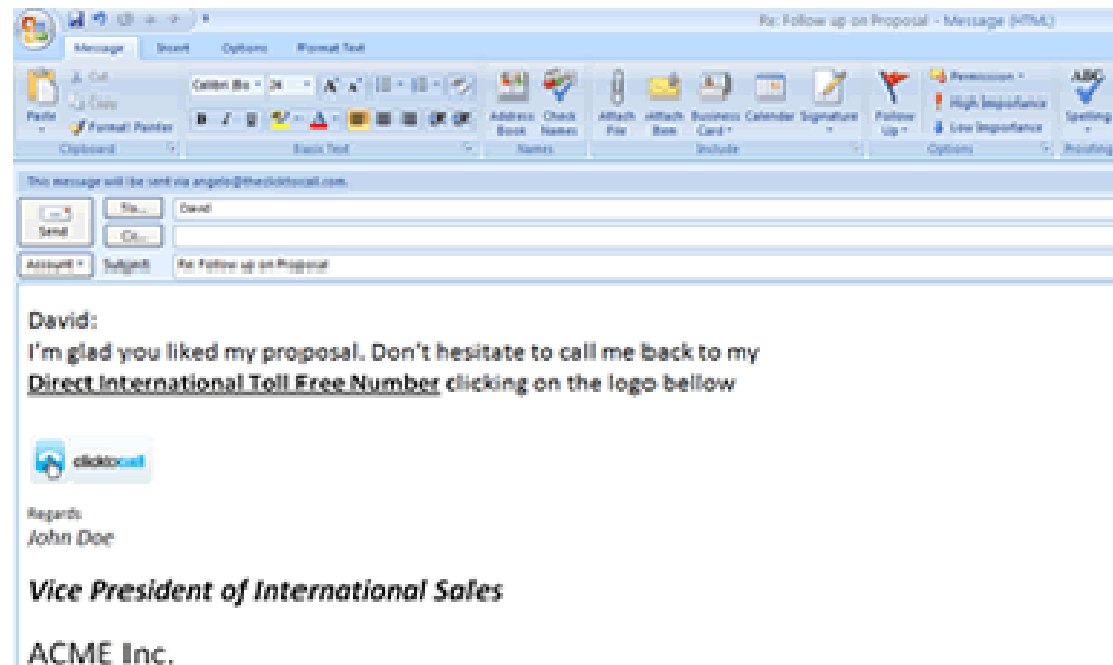 Re: Follow up on Proposal - Message (HTML)
Message Insert Options Format Text
Cut
Copy
Paste
Format Painter
Clipboard
Basic Text
Address Book
Check Names
Names
Attach File
Attach Item
Business Card
Calendar
Signature
Include
Follow Up
Permission
High Importance
Low Importance
Options
ABC
Spelling
Proofing
This message will be sent via angelo@theclicktocall.com.
Send
To...
David
Cc...
Account
Subject:
Re: Follow up on Proposal
David:
I'm glad you liked my proposal. Don't hesitate to call me back to my
Direct International Toll Free Number clicking on the logo bellow
clicktocall
Regards
John Doe
Vice President of International Sales
ACME Inc.